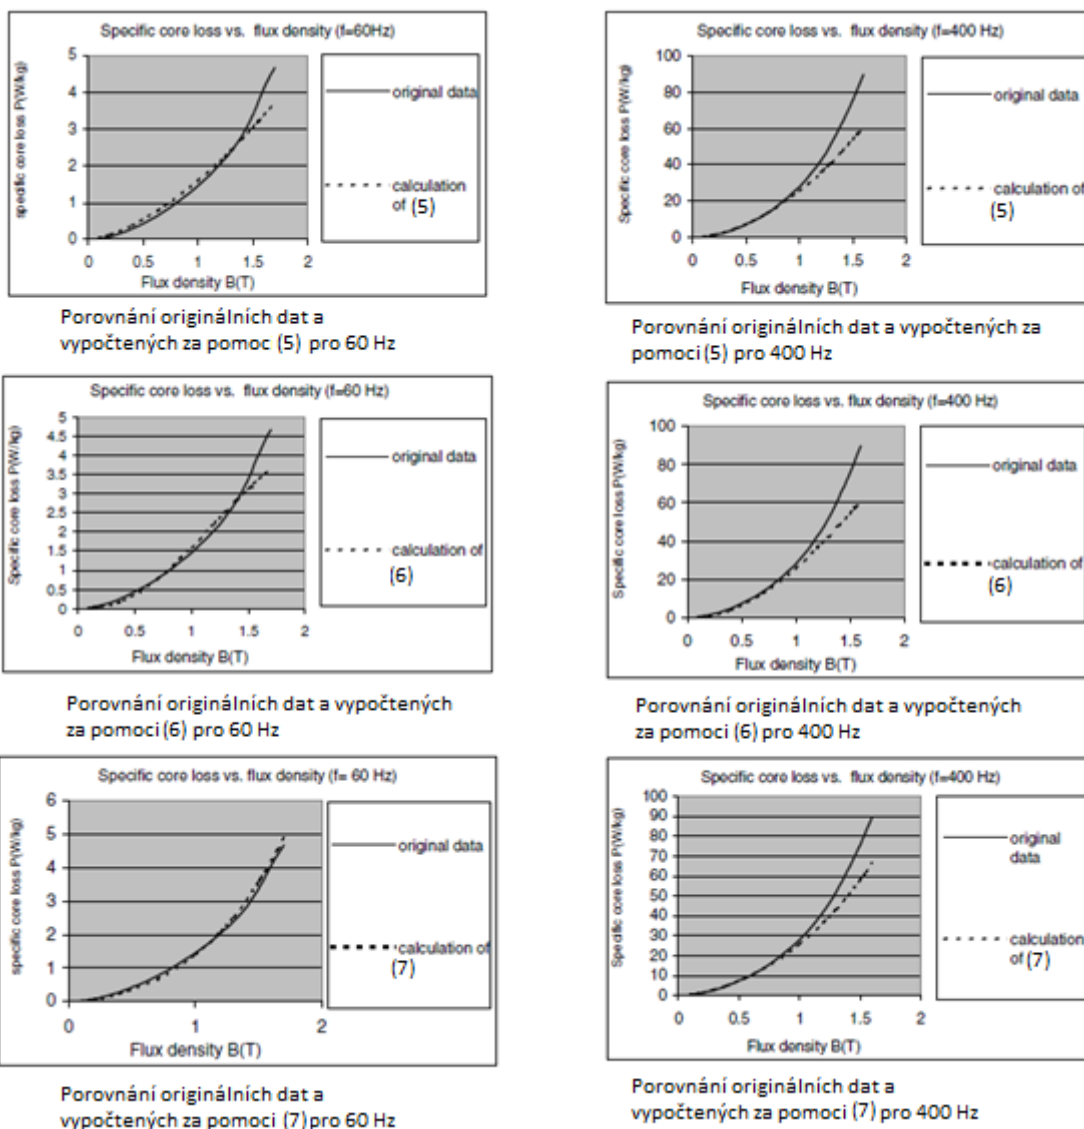 Specific core loss vs. flux density (f=60Hz)
specific core loss P(W/kg)
5
4
3
2
1
0
0 0.5 1 1.5 2
Flux density B(T)
original data
calculation
of (5)
Porovnání originálních dat a
vypočtených za pomoc (5) pro 60 Hz
Specific core loss vs. flux density (f=400 Hz)
Specific core loss P(W/kg)
100
80
60
40
20
0
0 0.5 1 1.5 2
Flux density B(T)
original data
calculation of
(5)
Porovnání originálních dat a vypočtených za
pomoci (5) pro 400 Hz
Specific core loss vs. flux density (f=60 Hz)
Specific core loss P(W/kg)
5
4.5
4
3.5
3
2.5
2
1.5
1
0.5
0
0 0.5 1 1.5 2
Flux density B(T)
original data
calculation of
(6)
Porovnání originálních dat a vypočtených
za pomoci (6) pro 60 Hz
Specific core loss vs. flux density (f=400 Hz)
Specific core loss P(W/kg)
100
80
60
40
20
0
0 0.5 1 1.5 2
Flux density B(T)
original data
calculation of
(6)
Porovnání originálních dat a vypočtených
za pomoci (6) pro 400 Hz
Specific core loss vs. flux density (f= 60 Hz)
specific core loss P(W/kg)
6
5
4
3
2
1
0
0 1 2
Flux density B(T)
original data
calculation of
(7)
Porovnání originálních dat a
vypočtených za pomoci (7) pro 60 Hz
Specific core loss vs. flux density (f=400 Hz)
Specific core loss P(W/kg)
100
90
80
70
60
50
40
30
20
10
0
0 0.5 1 1.5 2
Flux density B(T)
original
data
calculation
of (7)
Porovnání originálních dat a
vypočtených za pomoci (7) pro 400 Hz